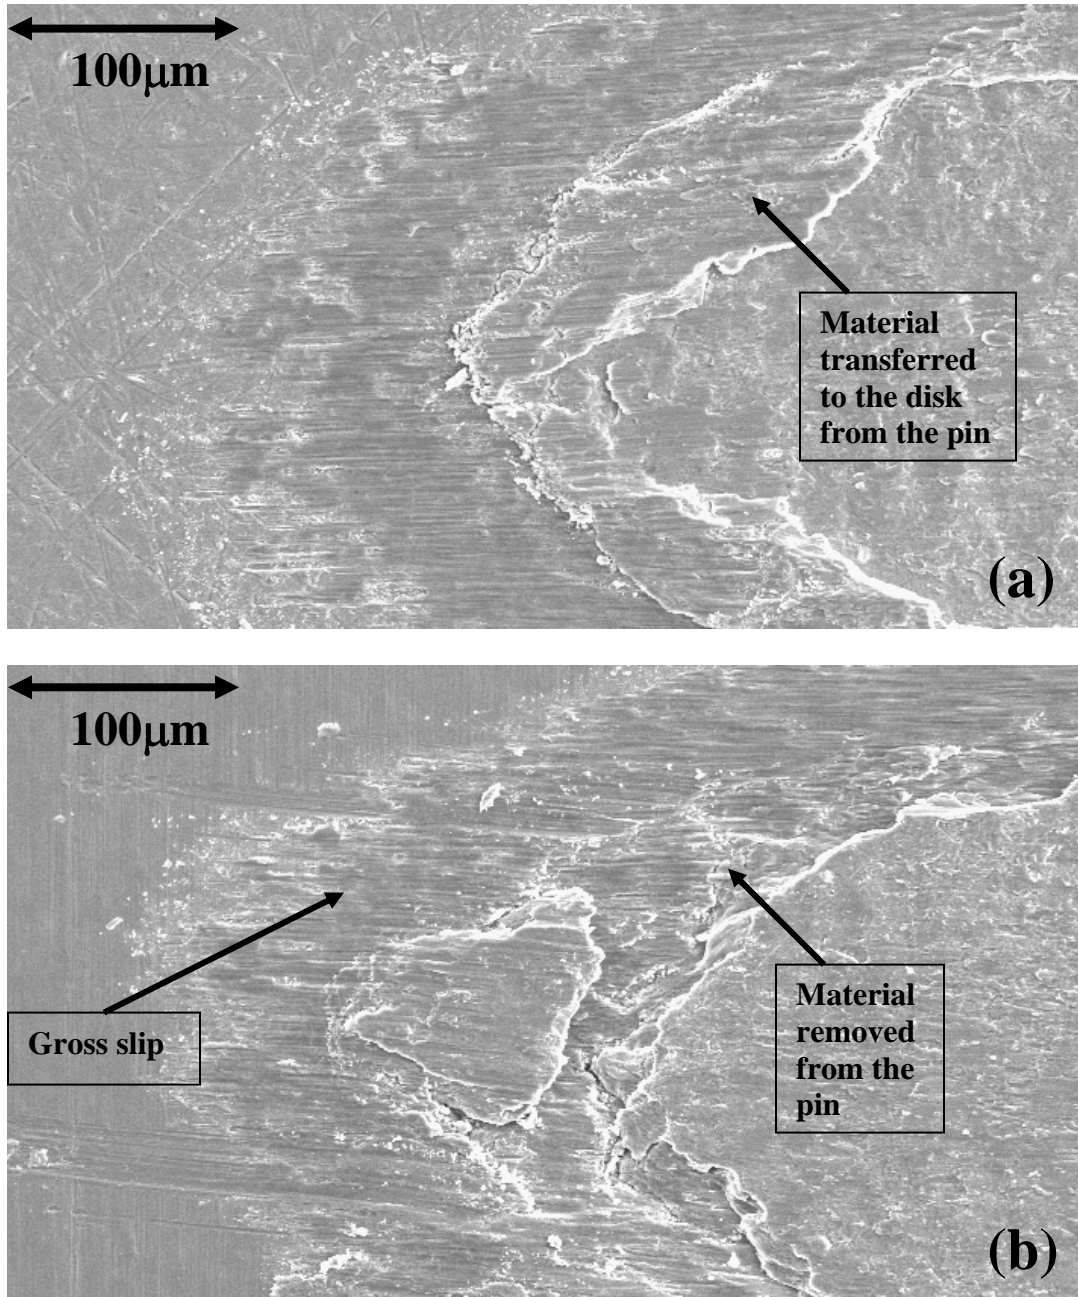 100μm
Material
transferred
to the disk
from the pin
(a)
100μm
Gross slip
Material
removed
from the
pin
(b)